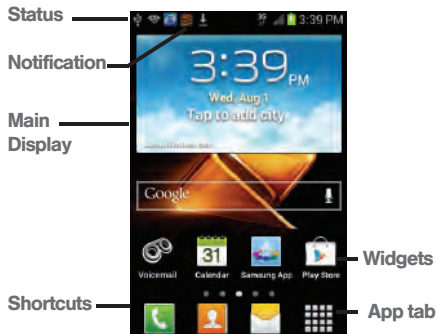 Status
3:39 PM
Notification
3:39 PM
Wed, Aug 1
Tap to add city
Main
Display
Google
31
Voicemail
Calendar
Samsung App
Play Store
Widgets
Shortcuts
App tab